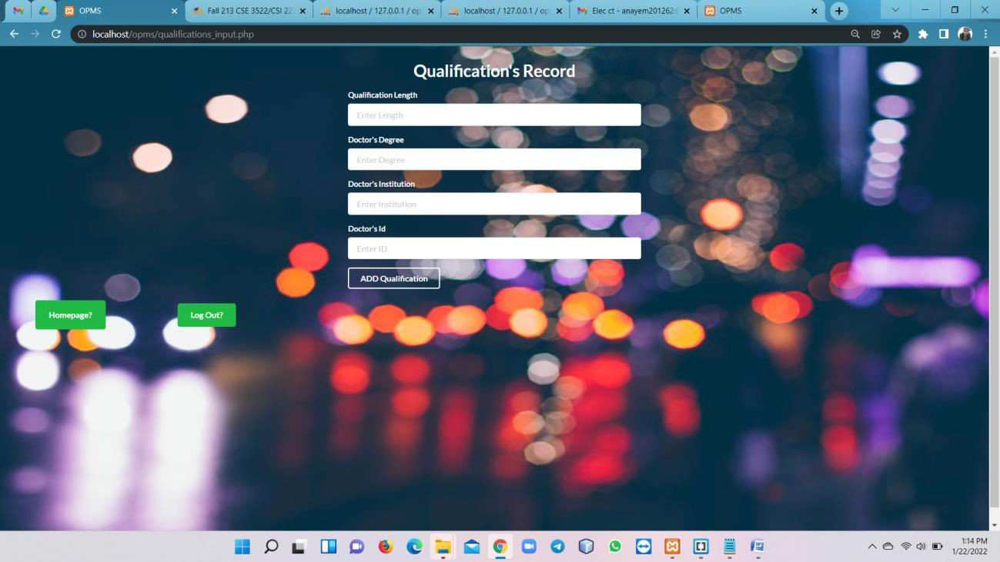 OPMS
Fall 213 CSE 3522/CSI 22
localhost / 127.0.0.1 / op
localhost / 127.0.0.1 / op
Elec ct - anayem201262
OPMS
localhost/opms/qualifications_input.php
Qualification's Record
Qualification Length
Enter Length
Doctor's Degree
Enter Degree
Doctor's Institution
Enter Institution
Doctor's Id
Enter ID
ADD Qualification
Homepage?
Log Out?
1:14 PM
1/22/2022